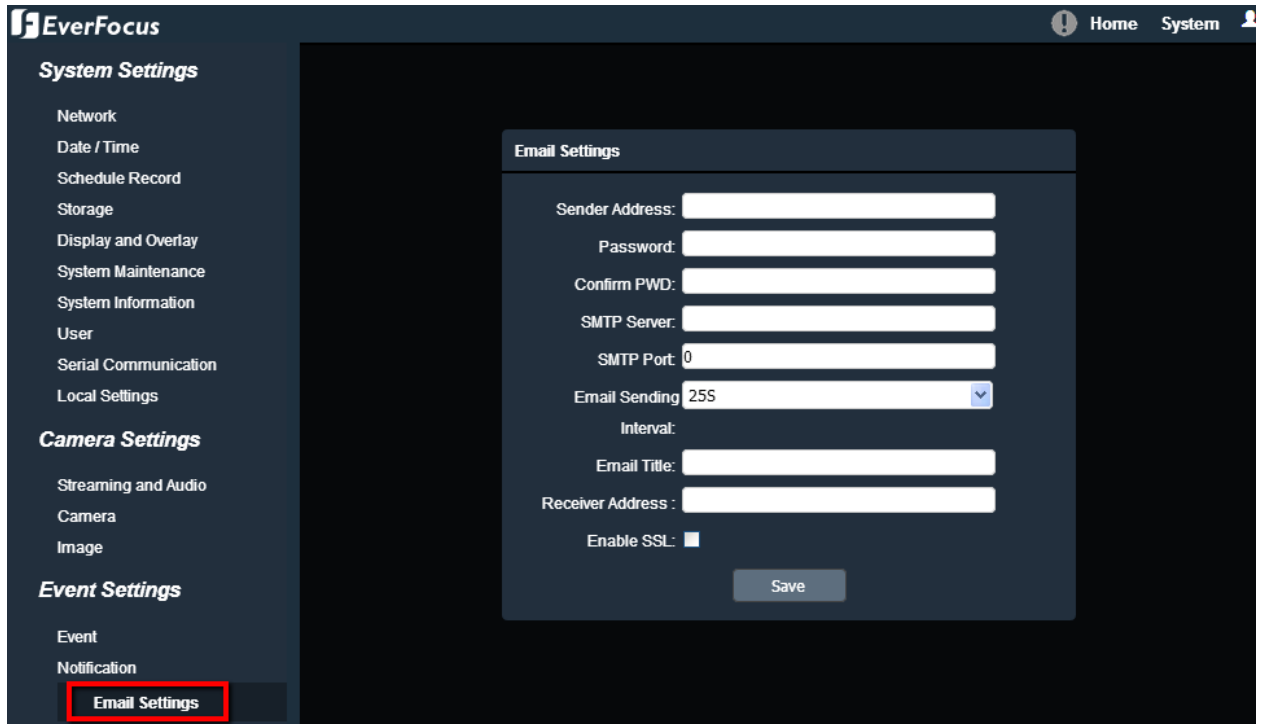 EverFocus
Home System
System Settings
Network
Date / Time
Schedule Record
Storage
Display and Overlay
System Maintenance
System Information
User
Serial Communication
Local Settings
Camera Settings
Streaming and Audio
Camera
Image
Event Settings
Event
Notification
Email Settings
Email Settings
Sender Address:
Password:
Confirm PWD:
SMTP Server:
SMTP Port: 0
Email Sending 25S
Interval:
Email Title:
Receiver Address :
Enable SSL:
Save